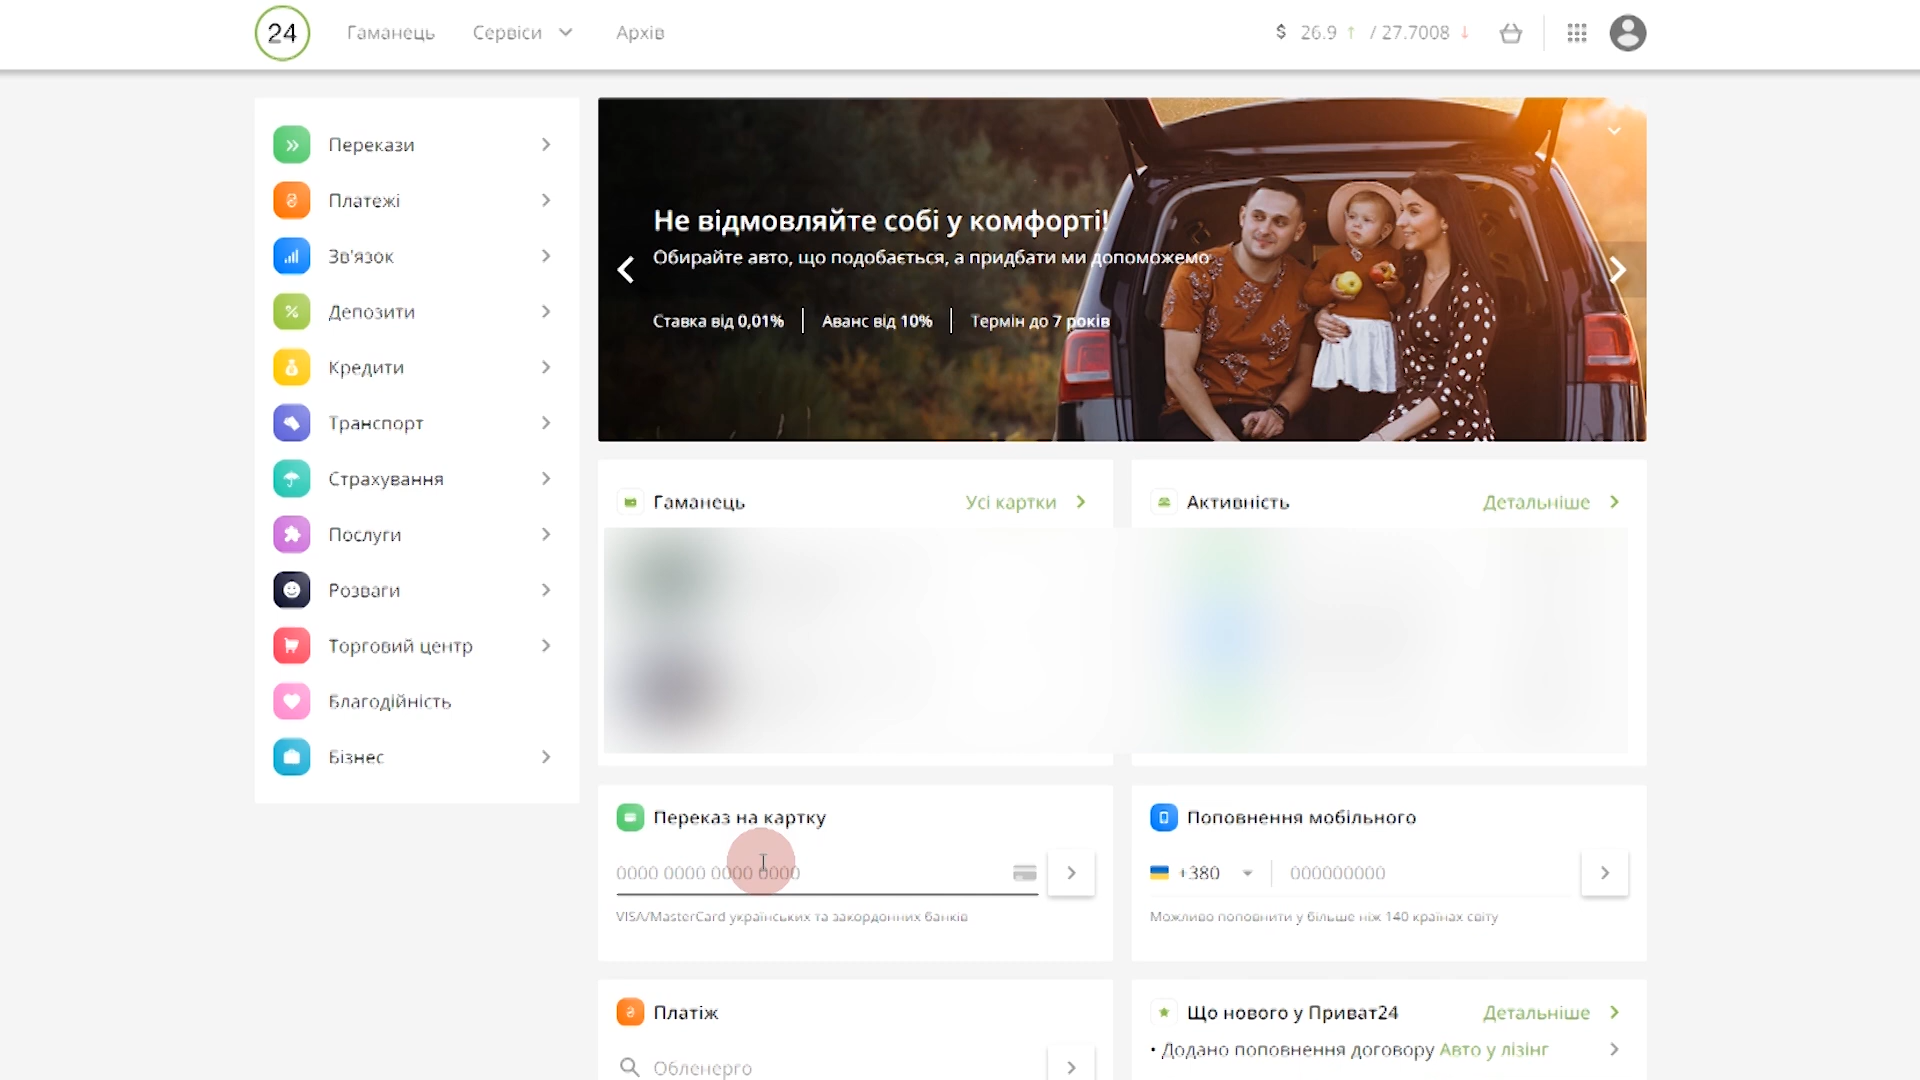 24 Гаманець Сервіси Архів $ 26.9 ↑ / 27.7008 ↓
Перекази
Платежі
Зв'язок
Депозити
Кредити
Транспорт
Страхування
Послуги
Розваги
Торговий центр
Благодійність
Бізнес
Не відмовляйте собі у комфорті!
Обирайте авто, що подобається, а придбати ми допоможемо
Ставка від 0,01% Аванс від 10% Термін до 7 років
Гаманець Усі картки
Активність Детальніше
Переказ на картку
0000 0000 0000 0000
VISA/MasterCard українських та закордонних банків
Поповнення мобільного
+380 000000000
Можливо поповнити у більше ніж 140 країнах світу
Платіж
Обленерго
Що нового у Приват24 Детальніше
• Додано поповнення договору Авто у лізінг